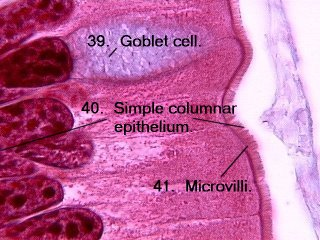 39. Goblet cell.
40. Simple columnar
epithelium.
41. Microvilli.